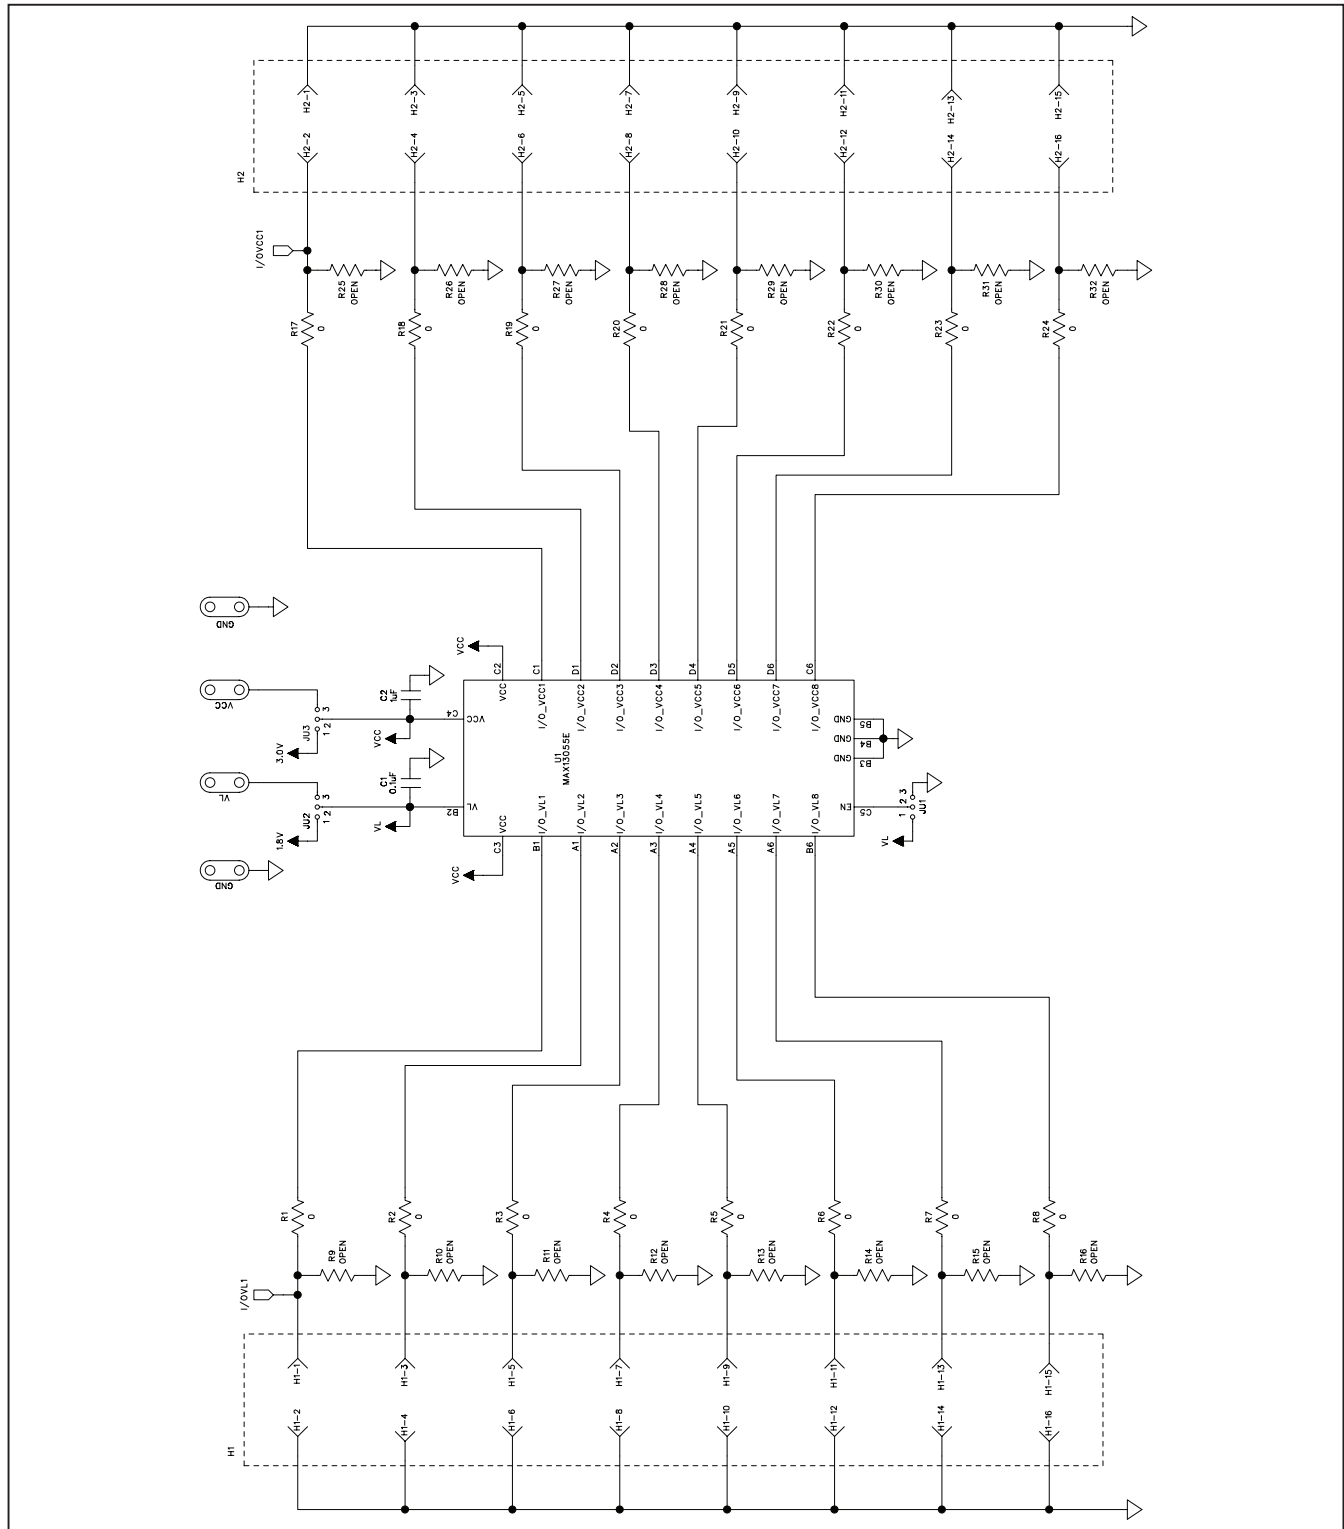 H2-1
H2-3
H2-5
H2-7
H2-9
H2-11
H2-13
H2-15
H2-2
H2-4
H2-6
H2-8
H2-10
H2-12
H2-14
H2-16
H2
I/OVCC1
R25
OPEN
R26
OPEN
R27
OPEN
R28
OPEN
R29
OPEN
R30
OPEN
R31
OPEN
R32
OPEN
R17
0
R18
0
R19
0
R20
0
R21
0
R22
0
R23
0
R24
0
GND
VCC
JU3
1 2 3
3.0V
VCC
C2
1uF
VL
JU2
1 2 3
1.8V
VL
C1
0.1uF
GND
VCC
C2
C1
D1
D2
D3
D4
D5
D6
C6
VCC
I/O_VCC1
I/O_VCC2
I/O_VCC3
I/O_VCC4
I/O_VCC5
I/O_VCC6
I/O_VCC7
I/O_VCC8
C4
VCC
B2
VL
U1
MAX13055E
GND
B5
GND
B4
GND
B3
EN
C5
JU1
1 2 3
VL
VCC
I/O_VL1
I/O_VL2
I/O_VL3
I/O_VL4
I/O_VL5
I/O_VL6
I/O_VL7
I/O_VL8
VCC
C3
B1
A1
A2
A3
A4
A5
A6
B6
R1
0
R2
0
R3
0
R4
0
R5
0
R6
0
R7
0
R8
0
R9
OPEN
R10
OPEN
R11
OPEN
R12
OPEN
R13
OPEN
R14
OPEN
R15
OPEN
R16
OPEN
I/OVL1
H1-1
H1-3
H1-5
H1-7
H1-9
H1-11
H1-13
H1-15
H1-2
H1-4
H1-6
H1-8
H1-10
H1-12
H1-14
H1-16
H1